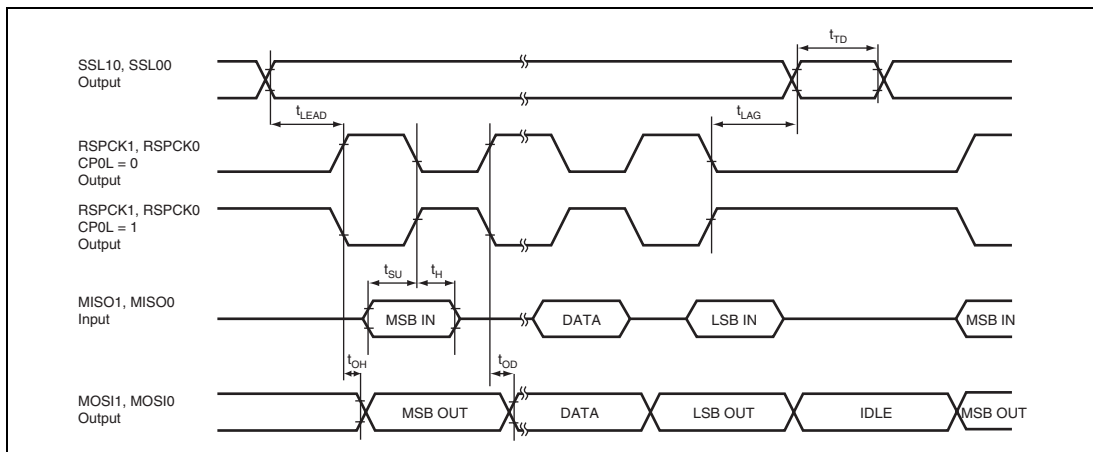 SSL10, SSL00
Output
tTD
tLEAD
tLAG
RSPCK1, RSPCK0
CP0L = 0
Output
RSPCK1, RSPCK0
CP0L = 1
Output
tSU
tH
MISO1, MISO0
Input
MSB IN
DATA
LSB IN
MSB IN
tOH
tOD
MOSI1, MOSI0
Output
MSB OUT
DATA
LSB OUT
IDLE
MSB OUT